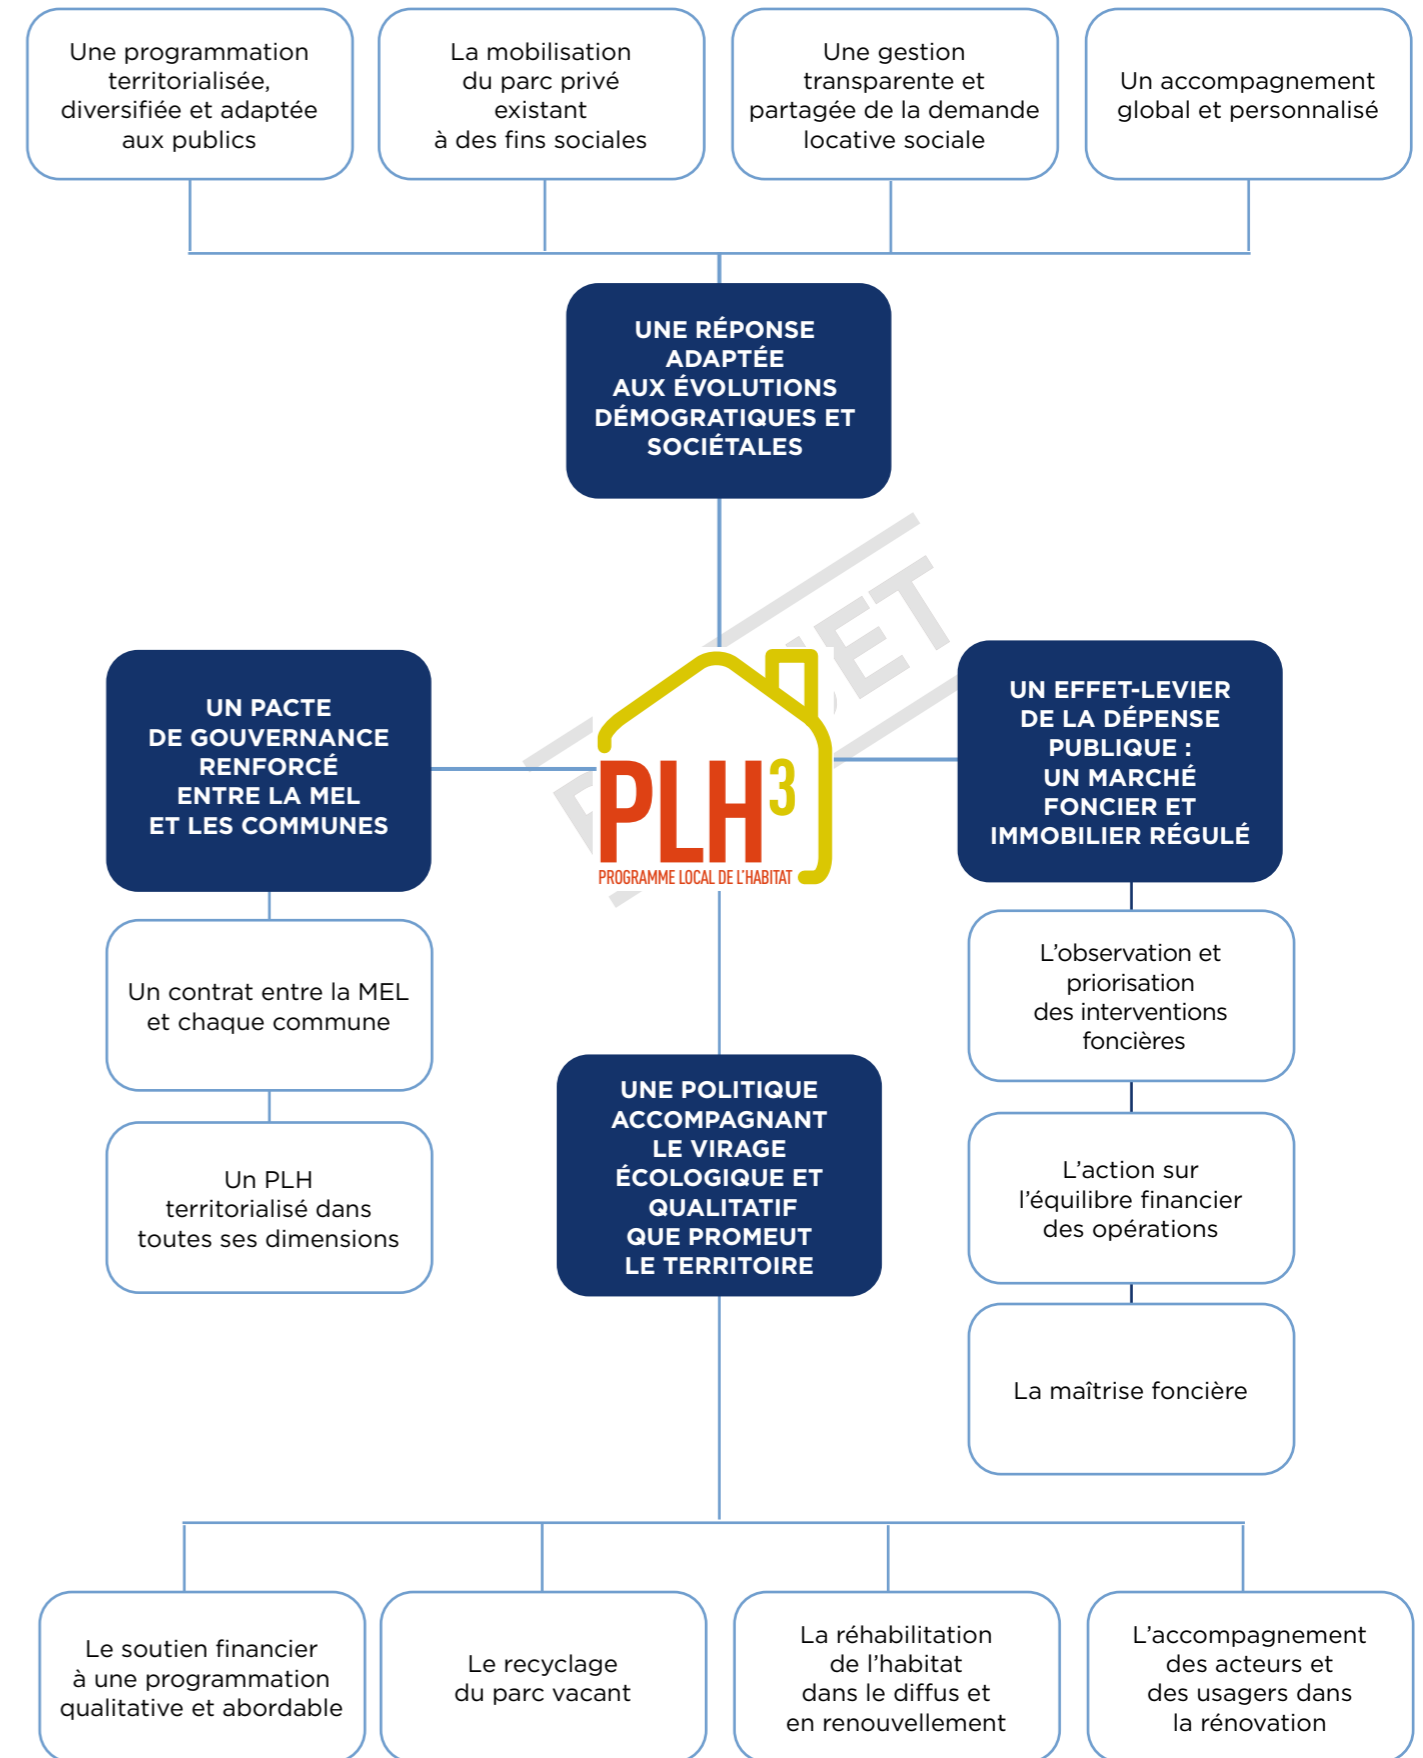 Une programmation
territorialisée,
diversifiée et adaptée
aux publics
La mobilisation
du parc privé
existant
à des fins sociales
Une gestion
transparente et
partagée de la demande
locative sociale
Un accompagnement
global et personnalisé
UNE RÉPONSE
ADAPTÉE
AUX ÉVOLUTIONS
DÉMOGRATIQUES ET
SOCIÉTALES
UN PACTE
DE GOUVERNANCE
RENFORCÉ
ENTRE LA MEL
ET LES COMMUNES
PLH3
PROGRAMME LOCAL DE L'HABITAT
UN EFFET-LEVIER
DE LA DÉPENSE
PUBLIQUE :
UN MARCHÉ
FONCIER ET
IMMOBILIER RÉGULÉ
Un contrat entre la MEL
et chaque commune
Un PLH
territorialisé dans
toutes ses dimensions
L'observation et
priorisation
des interventions
foncières
L'action sur
l'équilibre financier
des opérations
La maîtrise foncière
UNE POLITIQUE
ACCOMPAGNANT
LE VIRAGE
ÉCOLOGIQUE ET
QUALITATIF
QUE PROMEUT
LE TERRITOIRE
Le soutien financier
à une programmation
qualitative et abordable
Le recyclage
du parc vacant
La réhabilitation
de l'habitat
dans le diffus et
en renouvellement
L'accompagnement
des acteurs et
des usagers dans
la rénovation